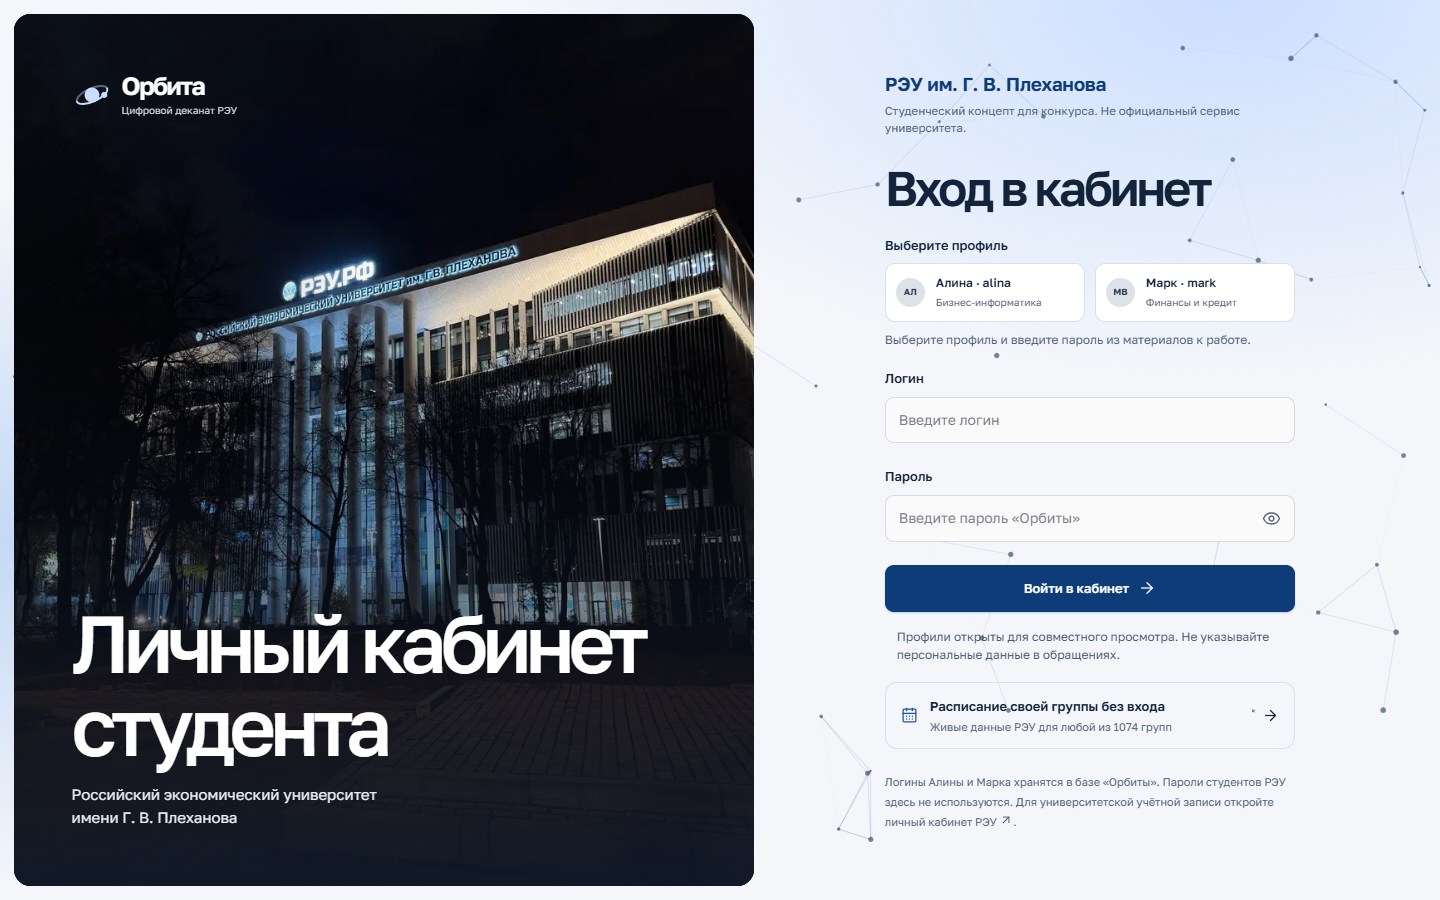 Орбита
Цифровой деканат РЭУ
РЭУ.РФ
РОССИЙСКИЙ ЭКОНОМИЧЕСКИЙ УНИВЕРСИТЕТ им. Г.В. ПЛЕХАНОВА
Личный кабинет
студента
Российский экономический университет
имени Г. В. Плеханова
РЭУ им. Г. В. Плеханова
Студенческий концепт для конкурса. Не официальный сервис
университета.
Вход в кабинет
Выберите профиль
АЛ
Алина · alina
Бизнес-информатика
МВ
Марк · mark
Финансы и кредит
Выберите профиль и введите пароль из материалов к работе.
Логин
Введите логин
Пароль
Введите пароль «Орбиты»
Войти в кабинет
Профили открыты для совместного просмотра. Не указывайте
персональные данные в обращениях.
Расписание своей группы без входа
Живые данные РЭУ для любой из 1074 групп
Логины Алины и Марка хранятся в базе «Орбиты». Пароли студентов РЭУ
здесь не используются. Для университетской учётной записи откройте
личный кабинет РЭУ ↗ .